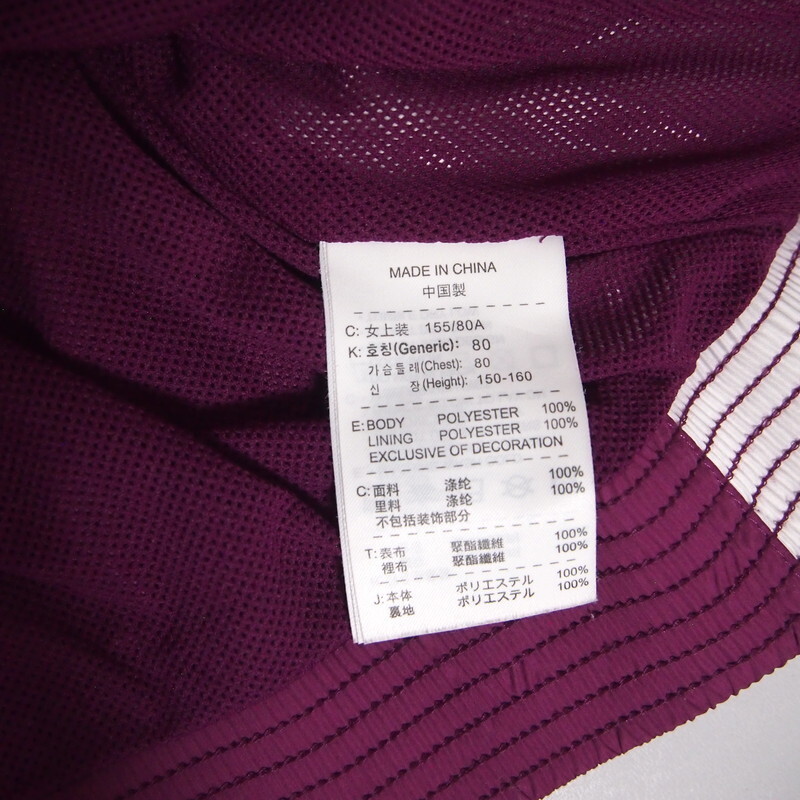 MADE IN CHINA
中国製
C: 女上装 155/80A
K: 호칭(Generic): 80
가슴둘레(Chest): 80
신 장(Height): 150-160
E: BODY POLYESTER 100%
LINING POLYESTER 100%
EXCLUSIVE OF DECORATION
C: 面料 涤纶 100%
里料 涤纶 100%
不包括装饰部分
T: 表布 聚酯纖維 100%
裡布 聚酯纖維 100%
J: 本体 ポリエステル 100%
裏地 ポリエステル 100%